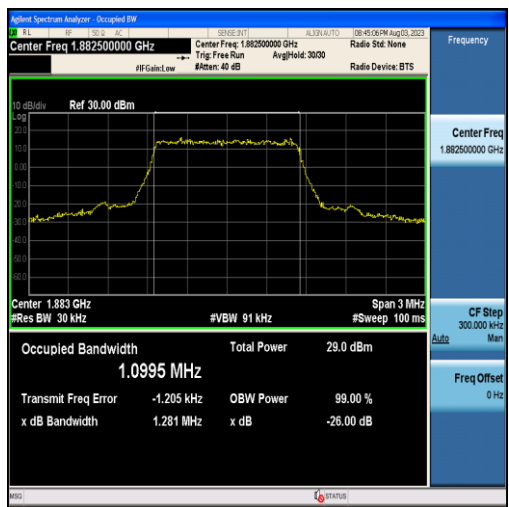 Agilent Spectrum Analyzer - Occupied BW
RL RF 50 Ω AC SENSE:INT ALIGN AUTO 08:45:06 PM Aug 03, 2023
Center Freq 1.882500000 GHz Center Freq: 1.882500000 GHz Radio Std: None Frequency
Trig: Free Run Avg|Hold: 30/30
#IFGain:Low #Atten: 40 dB Radio Device: BTS
10 dB/div Ref 30.00 dBm
Log
20.0
10.0
0.00
-10.0
-20.0
-30.0
-40.0
-50.0
-60.0
Center Freq
1.882500000 GHz
Center 1.883 GHz Span 3 MHz
#Res BW 30 kHz #VBW 91 kHz #Sweep 100 ms
CF Step
300.000 kHz
Auto Man
Occupied Bandwidth Total Power 29.0 dBm
1.0995 MHz
Freq Offset
0 Hz
Transmit Freq Error -1.205 kHz OBW Power 99.00 %
x dB Bandwidth 1.281 MHz x dB -26.00 dB
MSG STATUS